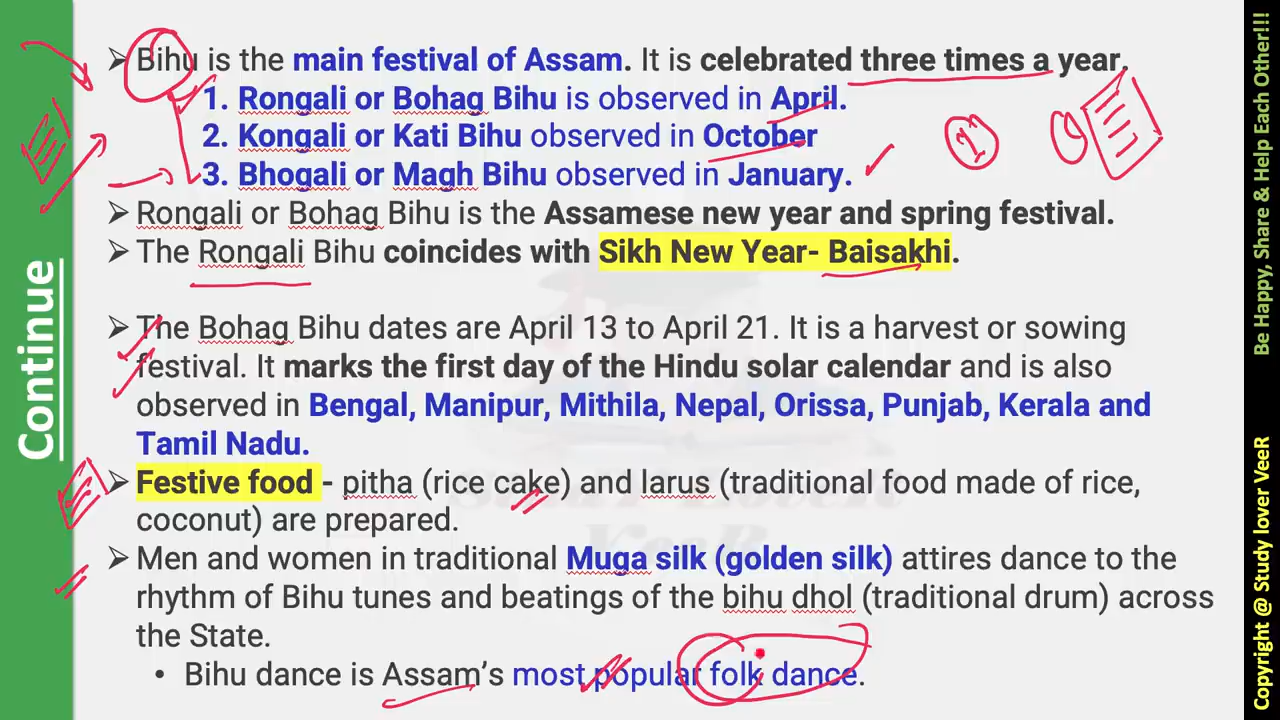 Continue
➢ Bihu is the main festival of Assam. It is celebrated three times a year.
1. Rongali or Bohag Bihu is observed in April.
2. Kongali or Kati Bihu observed in October
3. Bhogali or Magh Bihu observed in January.
➢ Rongali or Bohag Bihu is the Assamese new year and spring festival.
➢ The Rongali Bihu coincides with Sikh New Year- Baisakhi.
➢ The Bohag Bihu dates are April 13 to April 21. It is a harvest or sowing
festival. It marks the first day of the Hindu solar calendar and is also
observed in Bengal, Manipur, Mithila, Nepal, Orissa, Punjab, Kerala and
Tamil Nadu.
➢ Festive food - pitha (rice cake) and larus (traditional food made of rice,
coconut) are prepared.
➢ Men and women in traditional Muga silk (golden silk) attires dance to the
rhythm of Bihu tunes and beatings of the bihu dhol (traditional drum) across
the State.
• Bihu dance is Assam's most popular folk dance.
Be Happy, Share & Help Each Other!!!
Copyright @ Study lover VeeR